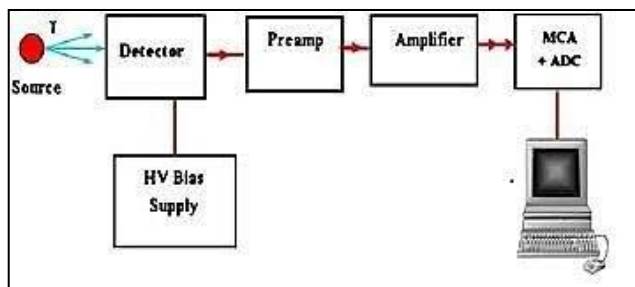 γ
Source
Detector
Preamp
Amplifier
MCA
+ ADC
HV Bias
Supply